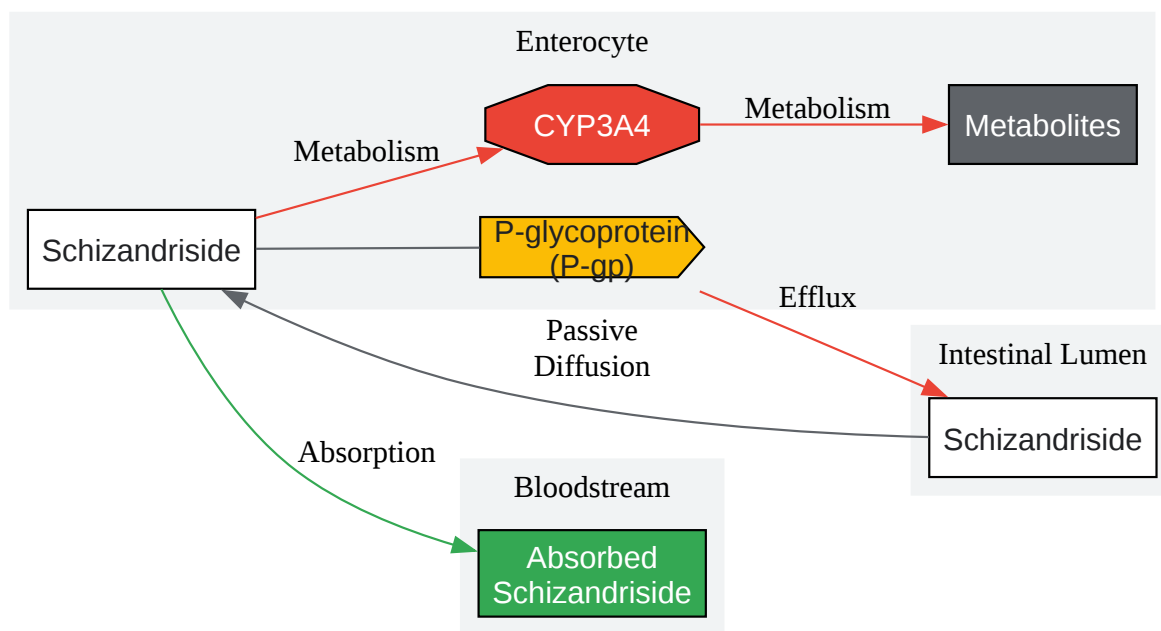 Enterocyte
CYP3A4
Metabolism
Metabolites
Metabolism
Schizandriside
P-glycoprotein
(P-gp)
Efflux
Passive
Diffusion
Intestinal Lumen
Schizandriside
Absorption
Bloodstream
Absorbed
Schizandriside